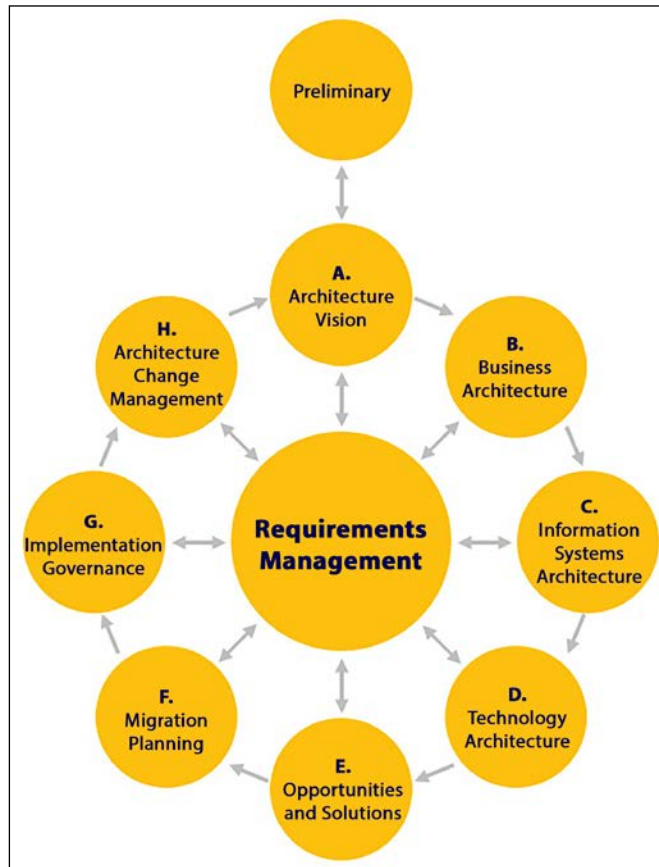 Preliminary
A.
Architecture
Vision
B.
Business
Architecture
C.
Information
Systems
Architecture
D.
Technology
Architecture
E.
Opportunities
and Solutions
F.
Migration
Planning
G.
Implementation
Governance
H.
Architecture
Change
Management
Requirements
Management